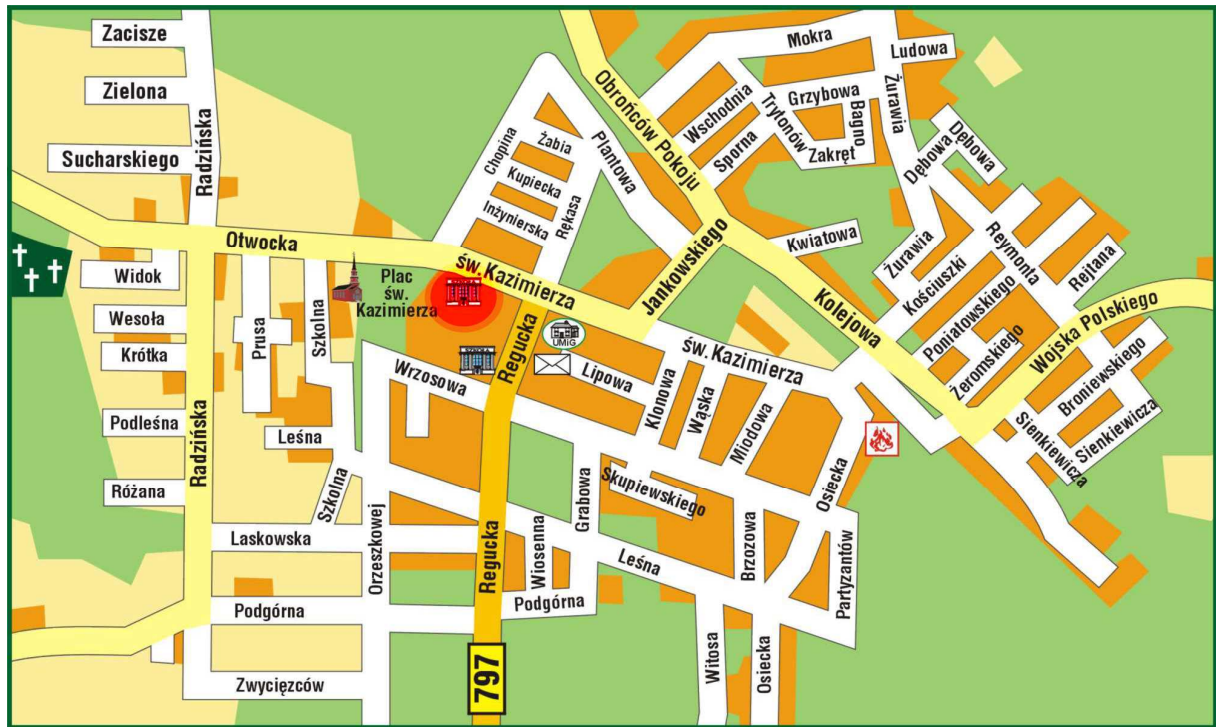 Zacisze
Zielona
Sucharskiego
Radzińska
Otwocka
Widok
Wesoła
Krótka
Podleśna
Różana
Radzińska
Prusa
Szkolna
Leśna
Szkolna
Laskowska
Podgórna
Zwycięzców
Orzeszkowej
Plac
św.
Kazimierza
SZKOŁA
Wrzosowa
Chopina
Żabia
Kupiecka
Inżynierska
Rękasa
Plantowa
św. Kazimierza
Regucka
UMiG
Lipowa
Regucka
797
Wiosenna
Podgórna
Grabowa
Leśna
Skupiewskiego
Klonowa
Wąska
Miodowa
św. Kazimierza
Jankowskiego
Obrońców Pokoju
Kolejowa
Kwiatowa
Wschodnia
Sporna
Trytonów
Zakręt
Bagno
Grzybowa
Mokra
Ludowa
Żurawia
Dębowa
Dębowa
Żurawia
Kościuszki
Poniatowskiego
Żeromskiego
Reymonta
Rejtana
Wojska Polskiego
Broniewskiego
Sienkiewicza
Sienkiewicza
Osiecka
Brzozowa
Partyzantów
Witosa
Osiecka